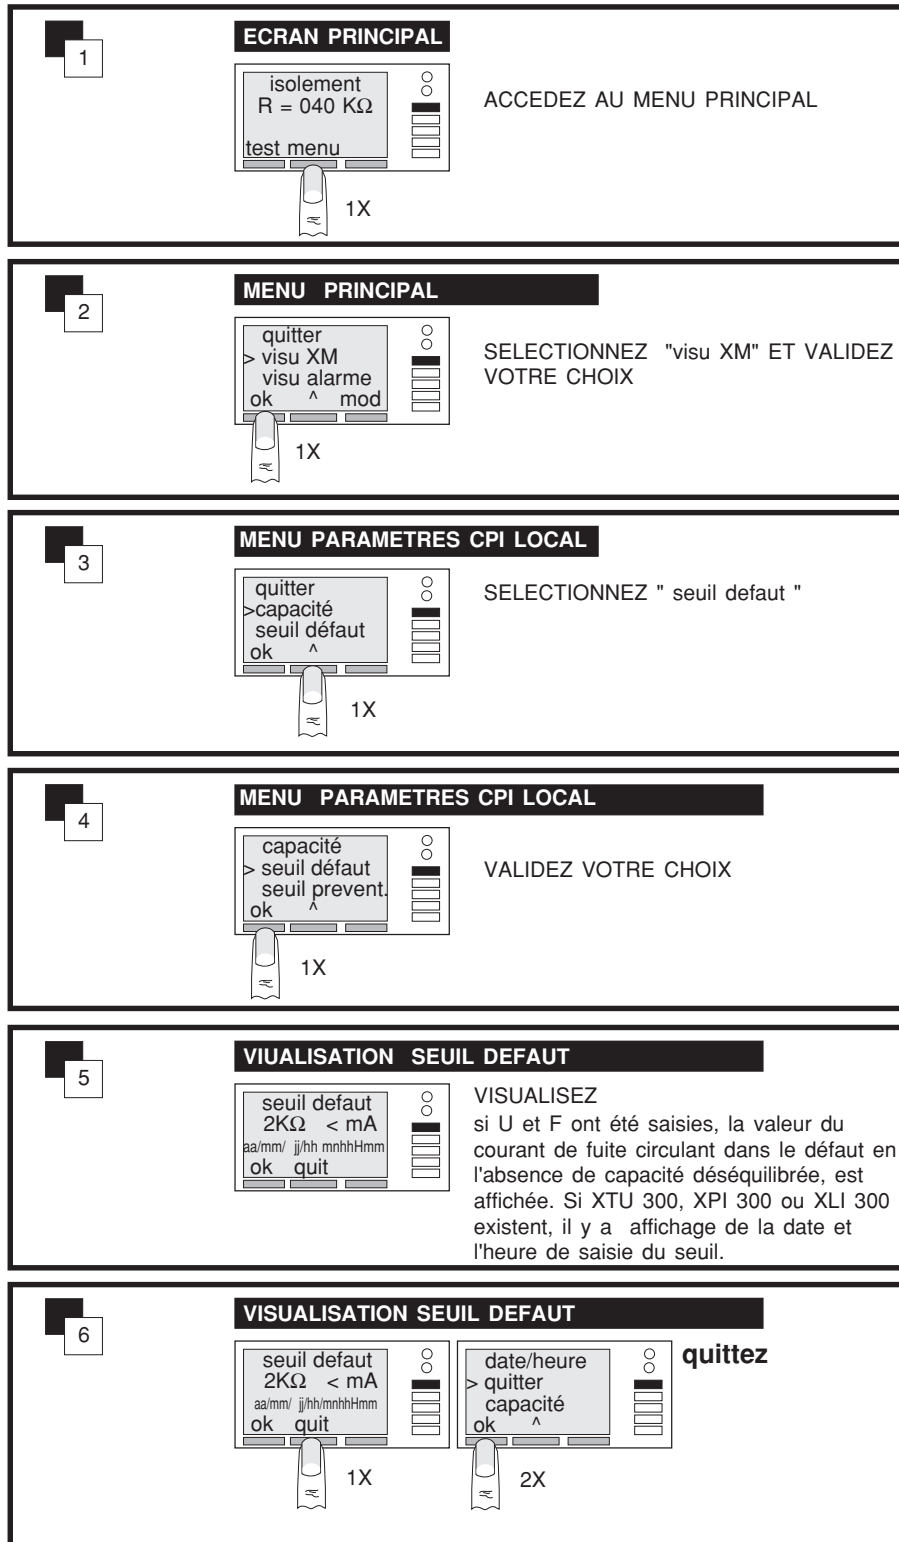 1
ECRAN PRINCIPAL
isolement
R = 040 KΩ
test menu
1X
ACCEDEZ AU MENU PRINCIPAL
2
MENU PRINCIPAL
quitter
> visu XM
visu alarme
ok ^ mod
1X
SELECTIONNEZ "visu XM" ET VALIDEZ
VOTRE CHOIX
3
MENU PARAMETRES CPI LOCAL
quitter
>capacité
seuil défaut
ok ^
1X
SELECTIONNEZ " seuil defaut "
4
MENU PARAMETRES CPI LOCAL
capacité
> seuil défaut
seuil prevent.
ok ^
1X
VALIDEZ VOTRE CHOIX
5
VIUALISATION SEUIL DEFAUT
seuil defaut
2KΩ < mA
aa/mm/ jj/hh mnhhHmm
ok quit
VISUALISEZ
si U et F ont été saisies, la valeur du
courant de fuite circulant dans le défaut en
l'absence de capacité déséquilibrée, est
affichée. Si XTU 300, XPI 300 ou XLI 300
existent, il y a affichage de la date et
l'heure de saisie du seuil.
6
VISUALISATION SEUIL DEFAUT
seuil defaut
2KΩ < mA
aa/mm/ jj/hh/mnhhHmm
ok quit
1X
date/heure
> quitter
capacité
ok ^
2X
quittez